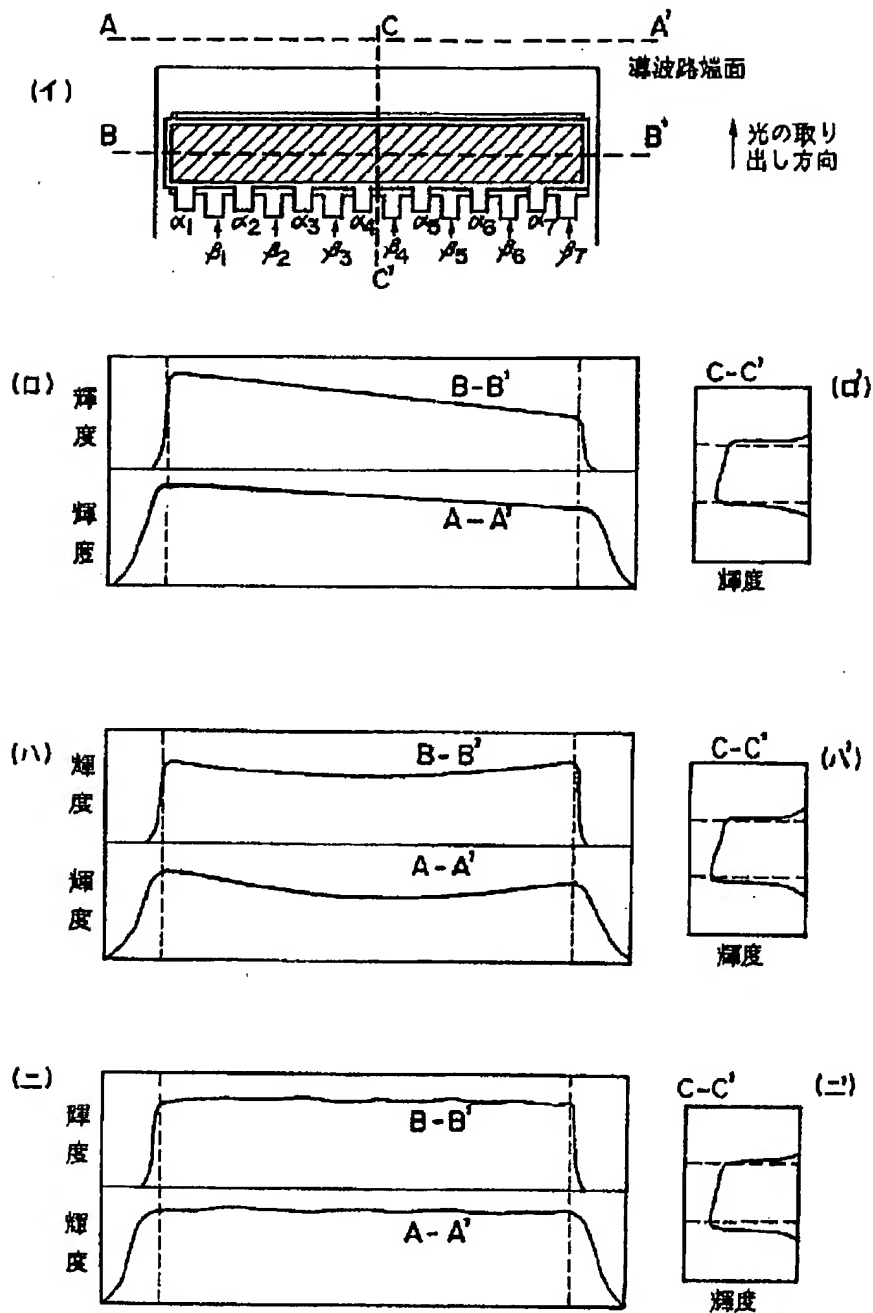 A C A'
導波路端面
(イ)
B B'
光の取り
出し方向
α1 α2 α3 α4 α5 α6 α7
β1 β2 β3 β4 β5 β6 β7
C'
(ロ) 輝度 B-B'
輝度 A-A'
C-C' (ロ')
輝度
(ハ) 輝度 B-B'
輝度 A-A'
C-C' (ハ')
輝度
(ニ) 輝度 B-B'
輝度 A-A'
C-C' (ニ')
輝度